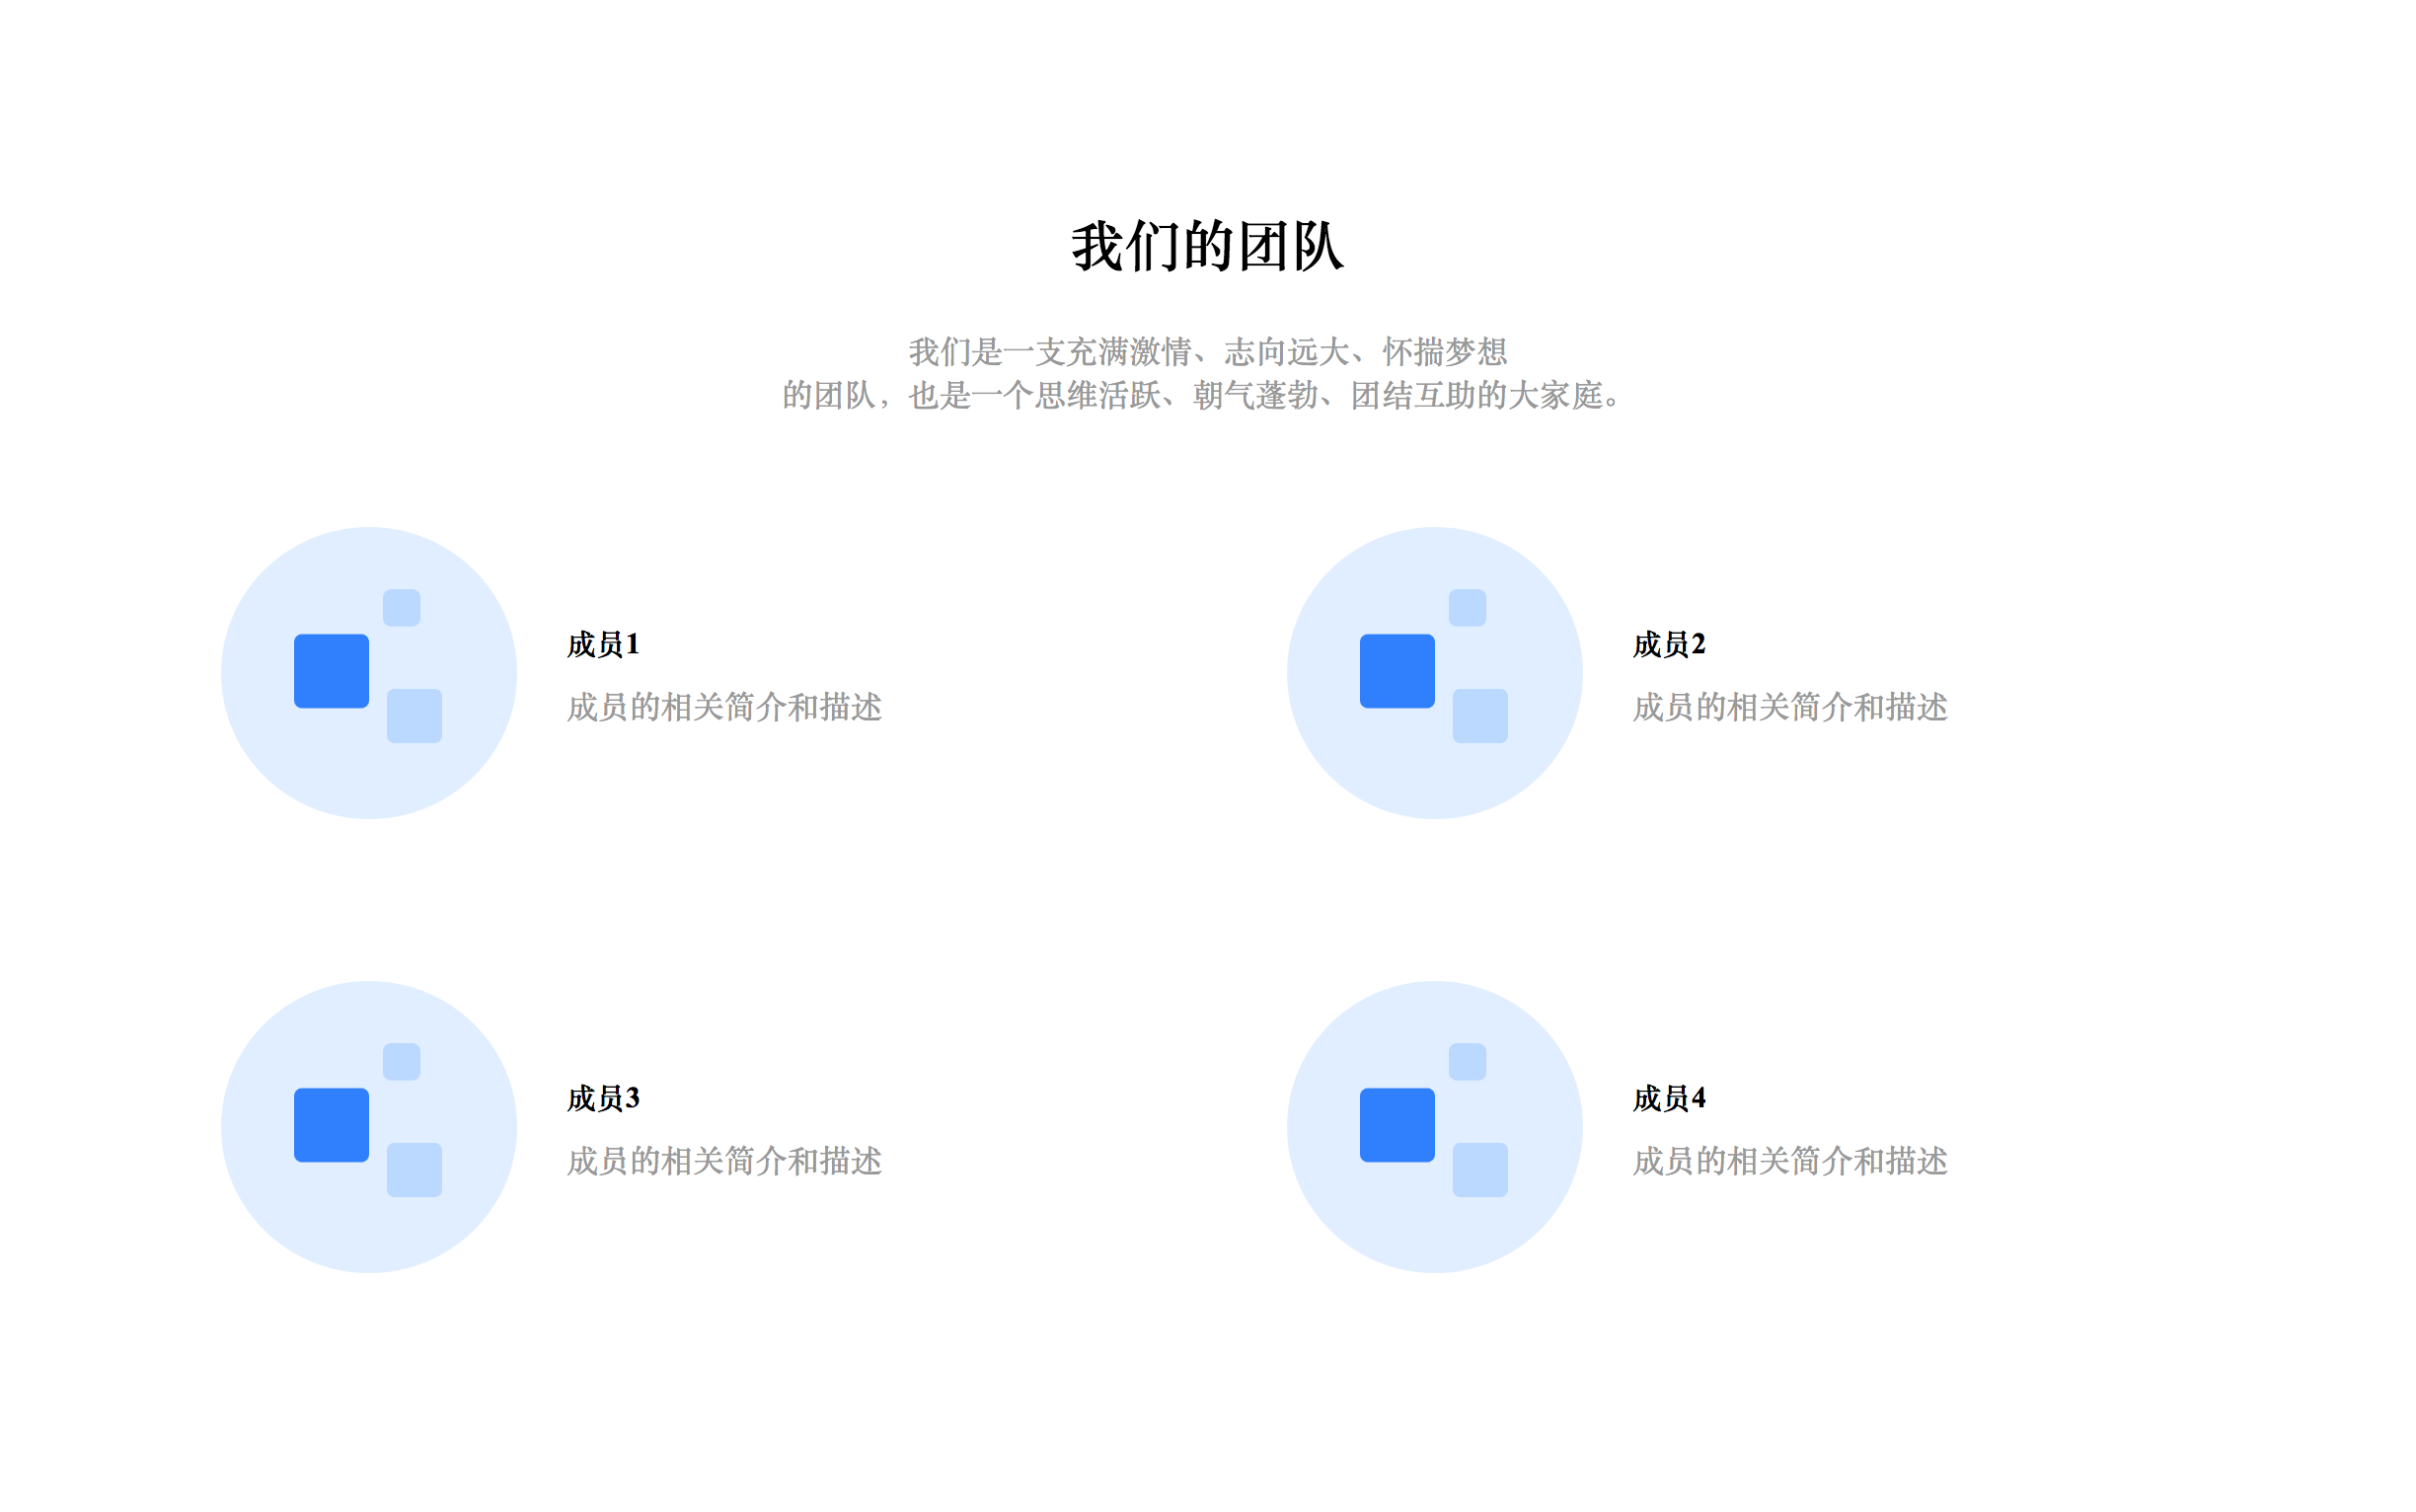 我们的团队
我们是一支充满激情、志向远大、怀揣梦想
的团队，也是一个思维活跃、朝气蓬勃、团结互助的大家庭。
成员1
成员的相关简介和描述
成员2
成员的相关简介和描述
成员3
成员的相关简介和描述
成员4
成员的相关简介和描述